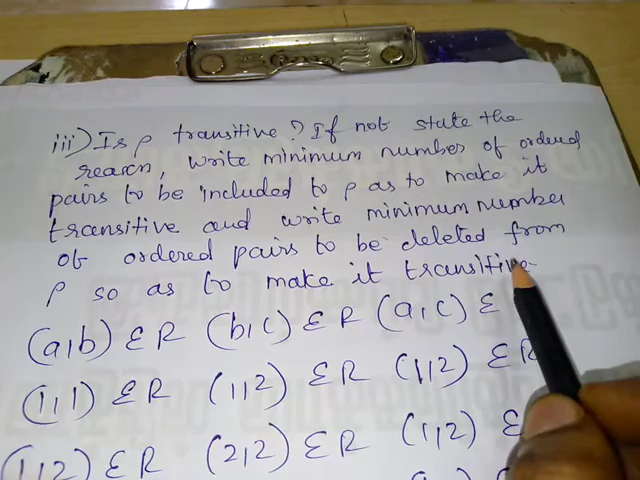 iii) Is ρ transitive? If not state the
reason, write minimum number of ordered
pairs to be included to ρ as to make it
transitive and write minimum number
of ordered pairs to be deleted from
ρ so as to make it transitive
(a,b) ε R (b,c) ε R (a,c) ε
(1,1) ε R (1,2) ε R (1,2) ε R
(1,2) ε R (2,2) ε R (1,2) ε